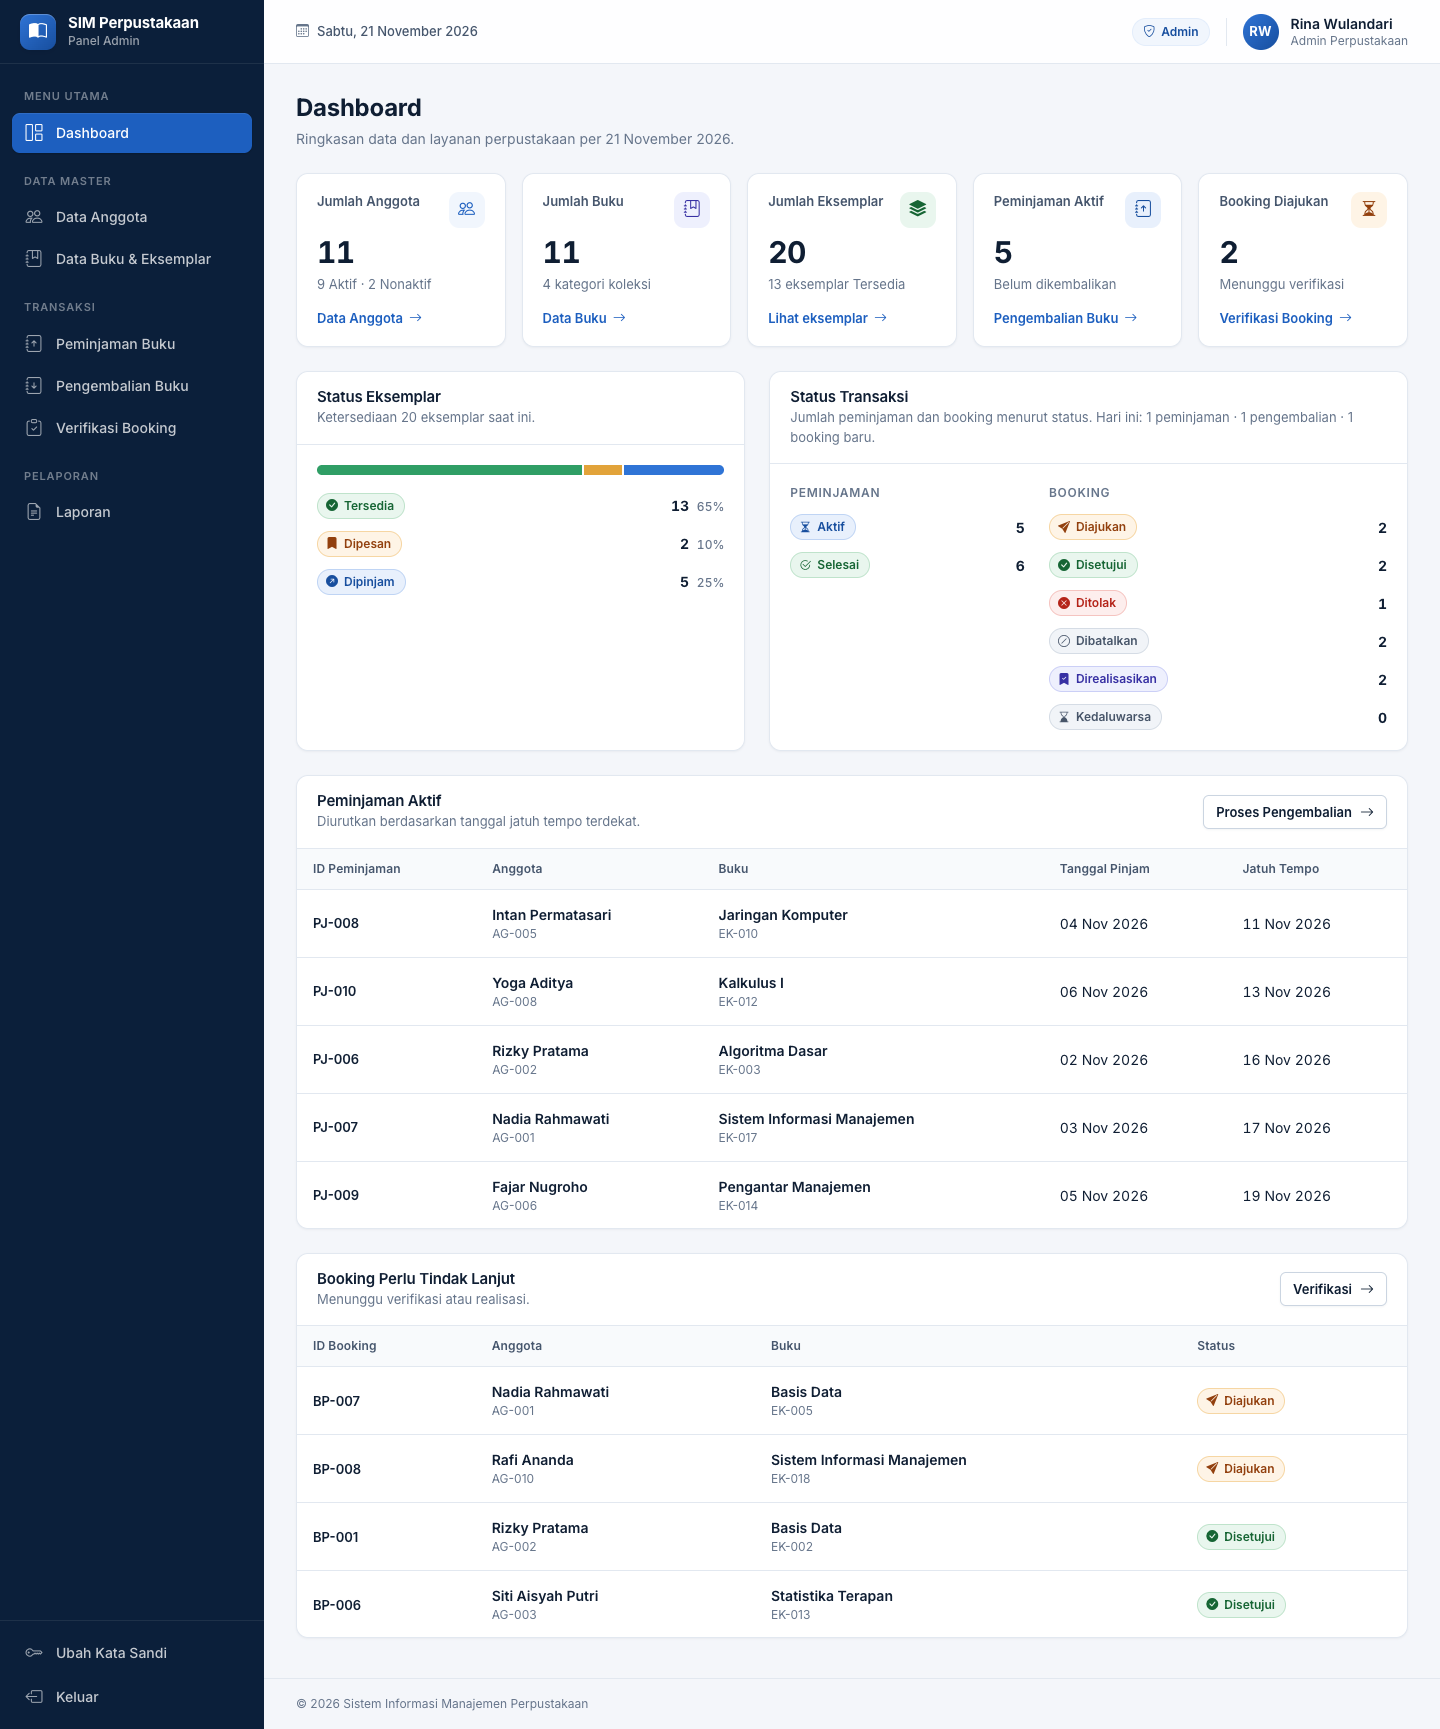 SIM Perpustakaan
Panel Admin
MENU UTAMA
Dashboard
DATA MASTER
Data Anggota
Data Buku & Eksemplar
TRANSAKSI
Peminjaman Buku
Pengembalian Buku
Verifikasi Booking
PELAPORAN
Laporan
Ubah Kata Sandi
Keluar
Sabtu, 21 November 2026
Admin
RW
Rina Wulandari
Admin Perpustakaan
Dashboard
Ringkasan data dan layanan perpustakaan per 21 November 2026.
Jumlah Anggota
11
9 Aktif · 2 Nonaktif
Data Anggota →
Jumlah Buku
11
4 kategori koleksi
Data Buku →
Jumlah Eksemplar
20
13 eksemplar Tersedia
Lihat eksemplar →
Peminjaman Aktif
5
Belum dikembalikan
Pengembalian Buku →
Booking Diajukan
2
Menunggu verifikasi
Verifikasi Booking →
Status Eksemplar
Ketersediaan 20 eksemplar saat ini.
Tersedia 13 65%
Dipesan 2 10%
Dipinjam 5 25%
Status Transaksi
Jumlah peminjaman dan booking menurut status. Hari ini: 1 peminjaman · 1 pengembalian · 1
booking baru.
PEMINJAMAN
Aktif 5
Selesai 6
BOOKING
Diajukan 2
Disetujui 2
Ditolak 1
Dibatalkan 2
Direalisasikan 2
Kedaluwarsa 0
Peminjaman Aktif
Diurutkan berdasarkan tanggal jatuh tempo terdekat.
Proses Pengembalian →
ID Peminjaman Anggota Buku Tanggal Pinjam Jatuh Tempo
PJ-008 Intan Permatasari Jaringan Komputer 04 Nov 2026 11 Nov 2026
AG-005 EK-010
PJ-010 Yoga Aditya Kalkulus I 06 Nov 2026 13 Nov 2026
AG-008 EK-012
PJ-006 Rizky Pratama Algoritma Dasar 02 Nov 2026 16 Nov 2026
AG-002 EK-003
PJ-007 Nadia Rahmawati Sistem Informasi Manajemen 03 Nov 2026 17 Nov 2026
AG-001 EK-017
PJ-009 Fajar Nugroho Pengantar Manajemen 05 Nov 2026 19 Nov 2026
AG-006 EK-014
Booking Perlu Tindak Lanjut
Menunggu verifikasi atau realisasi.
Verifikasi →
ID Booking Anggota Buku Status
BP-007 Nadia Rahmawati Basis Data Diajukan
AG-001 EK-005
BP-008 Rafi Ananda Sistem Informasi Manajemen Diajukan
AG-010 EK-018
BP-001 Rizky Pratama Basis Data Disetujui
AG-002 EK-002
BP-006 Siti Aisyah Putri Statistika Terapan Disetujui
AG-003 EK-013
© 2026 Sistem Informasi Manajemen Perpustakaan